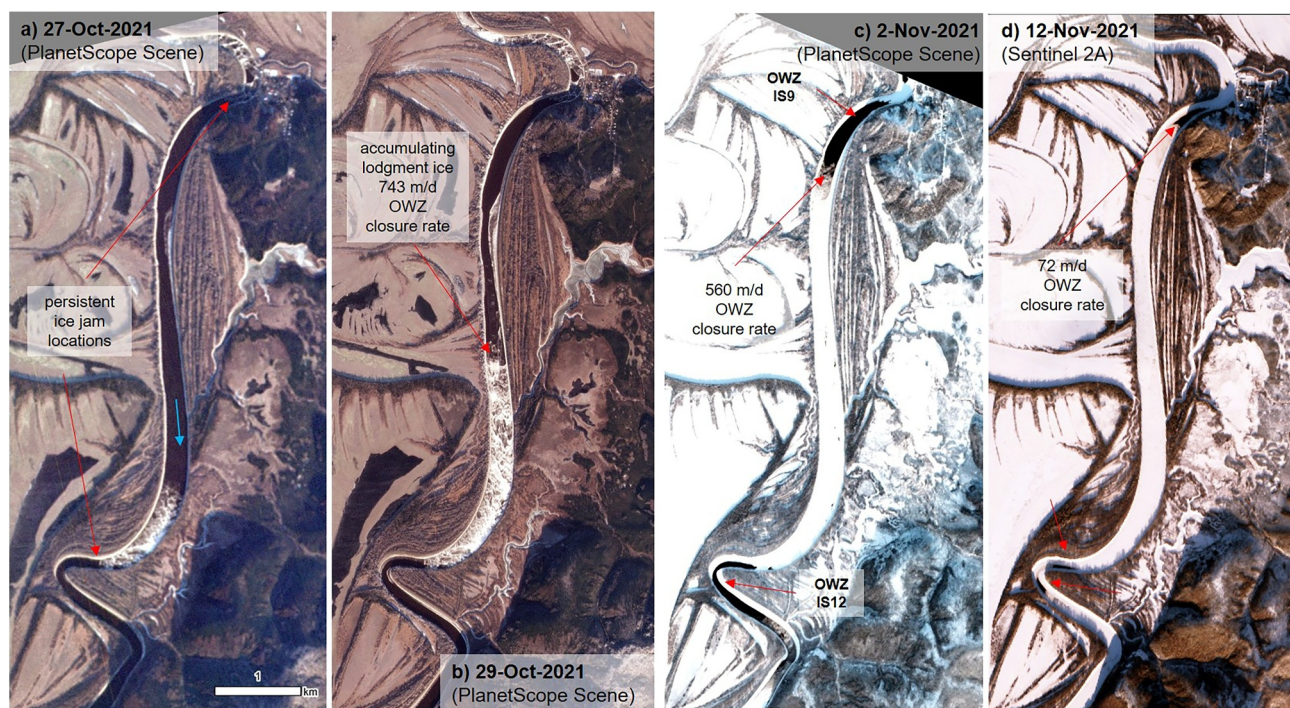 a) 27-Oct-2021
(PlanetScope Scene)
persistent
ice jam
locations
1
km
accumulating
lodgment ice
743 m/d
OWZ
closure rate
b) 29-Oct-2021
(PlanetScope Scene)
c) 2-Nov-2021
(PlanetScope Scene)
OWZ
IS9
560 m/d
OWZ
closure rate
OWZ
IS12
d) 12-Nov-2021
(Sentinel 2A)
72 m/d
OWZ
closure rate